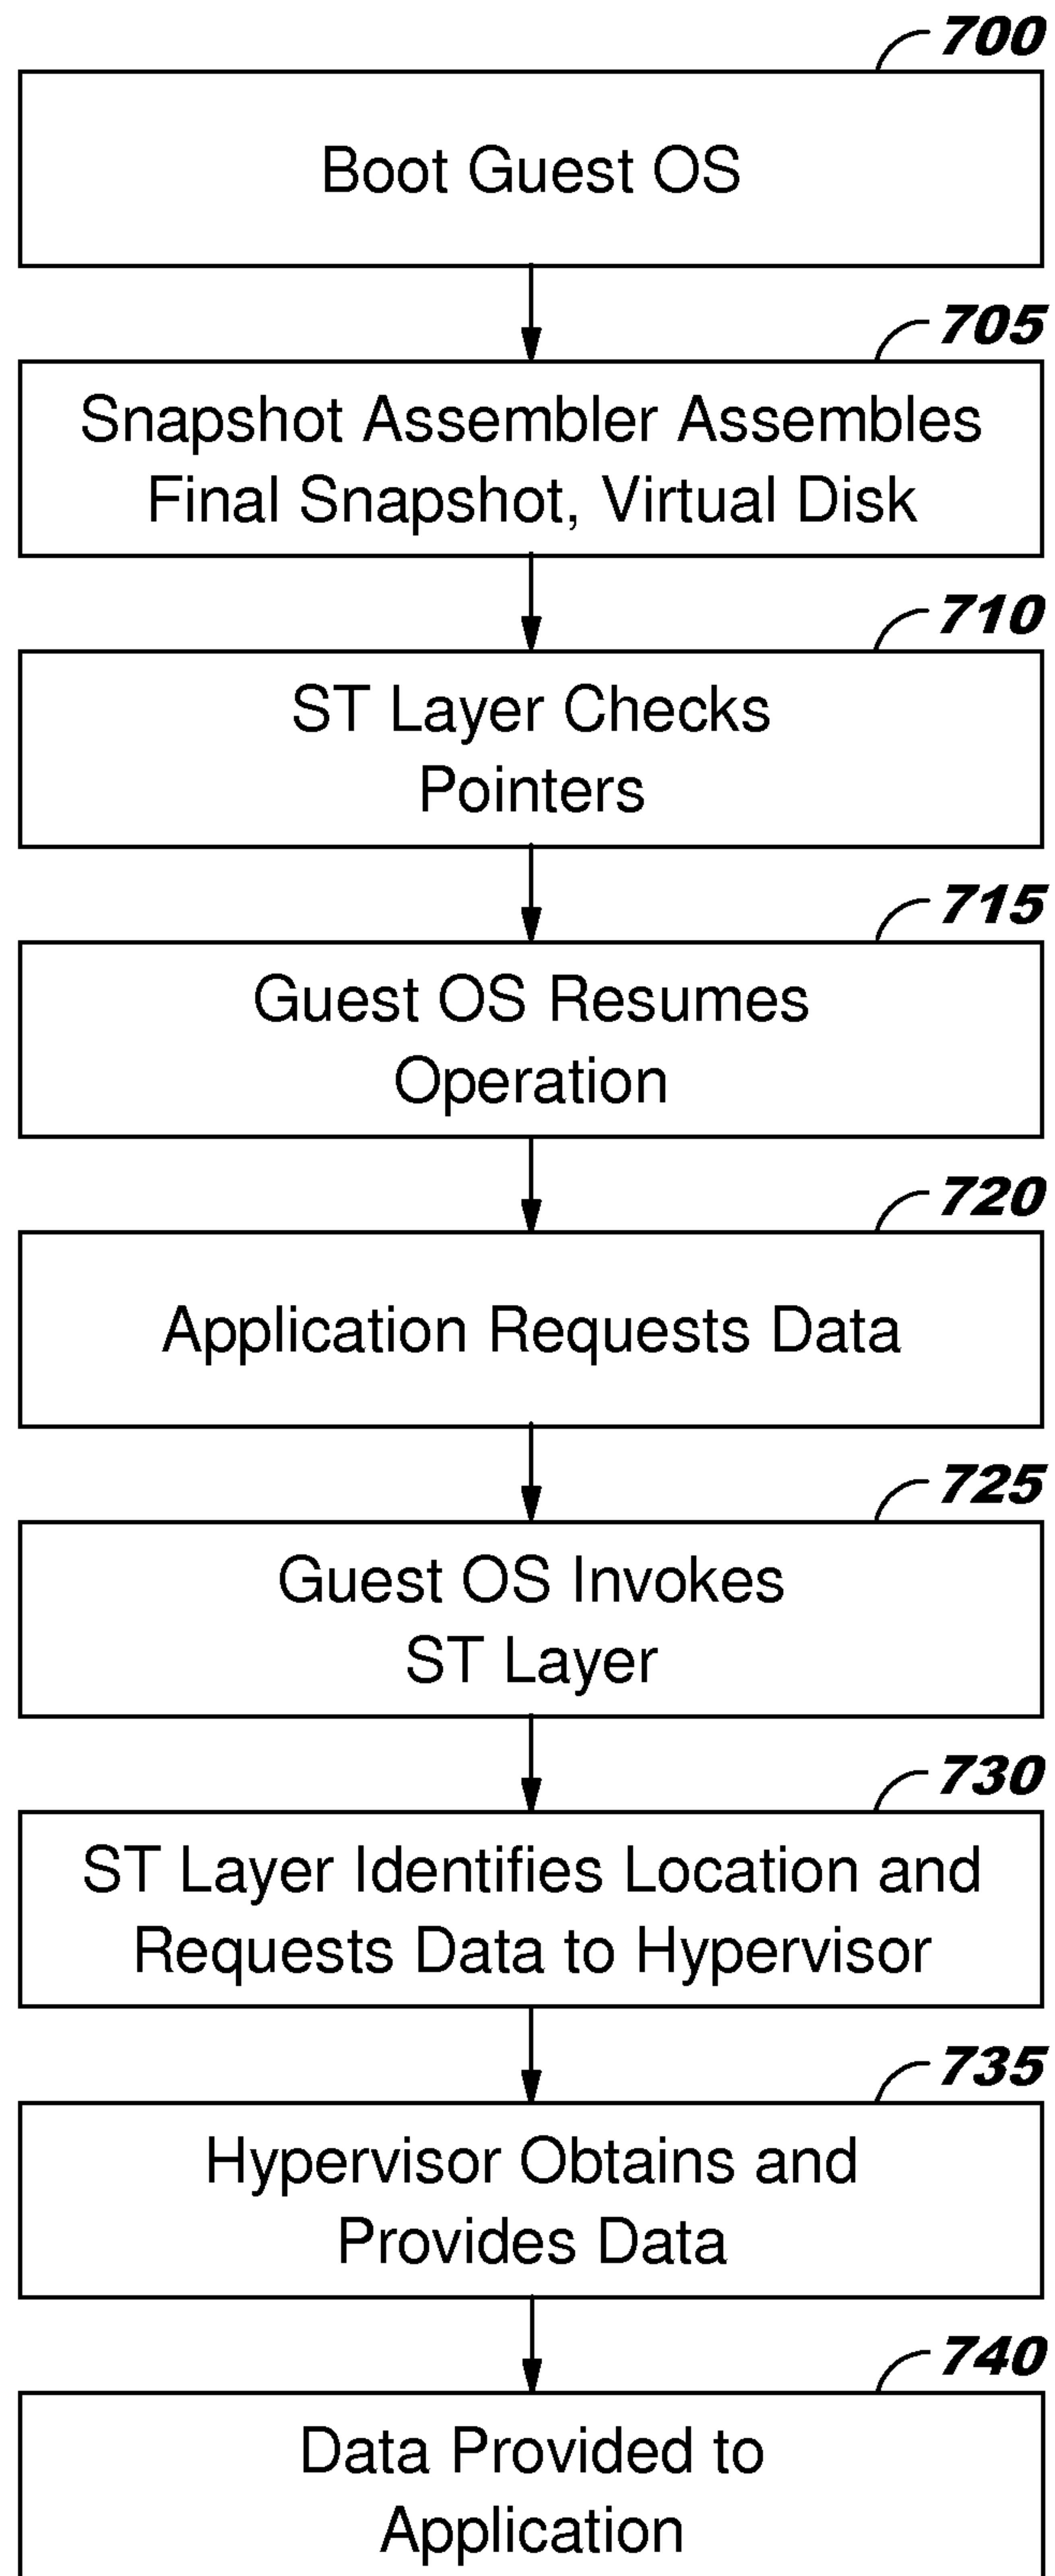 700
Boot Guest OS
705
Snapshot Assembler Assembles
Final Snapshot, Virtual Disk
710
ST Layer Checks
Pointers
715
Guest OS Resumes
Operation
720
Application Requests Data
725
Guest OS Invokes
ST Layer
730
ST Layer Identifies Location and
Requests Data to Hypervisor
735
Hypervisor Obtains and
Provides Data
740
Data Provided to
Application